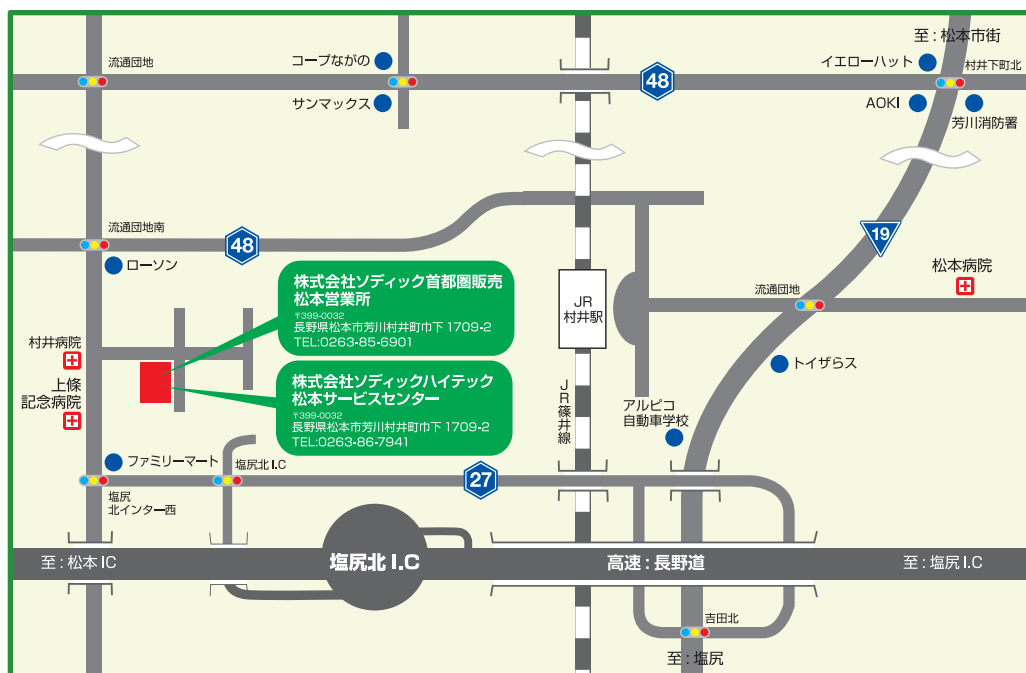 至:松本市街
流通団地
コープながの
イエローハット
村井下町北
48
サンマックス
AOKI
芳川消防署
流通団地南
48
19
ローソン
松本病院
株式会社ソディック首都圏販売
松本営業所
〒399-0032
長野県松本市芳川村井町巾下 1709-2
TEL:0263-85-6901
流通団地
JR
村井駅
村井病院
トイザらス
上條
記念病院
株式会社ソディックハイテック
松本サービスセンター
〒399-0032
長野県松本市芳川村井町巾下 1709-2
TEL:0263-86-7941
JR篠井線
アルピコ
自動車学校
ファミリーマート
塩尻北I.C
27
塩尻
北インター西
至:松本IC
塩尻北I.C
高速:長野道
至:塩尻I.C
吉田北
至:塩尻